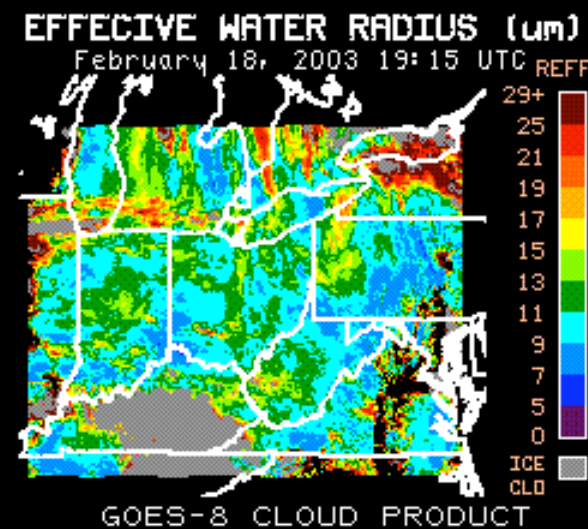 EFFECTIVE WATER RADIUS (um)
February 18, 2003 19:15 UTC
REFF
29+
25
21
19
17
15
13
11
9
7
5
0
ICE
CLD
GOES-8 CLOUD PRODUCT